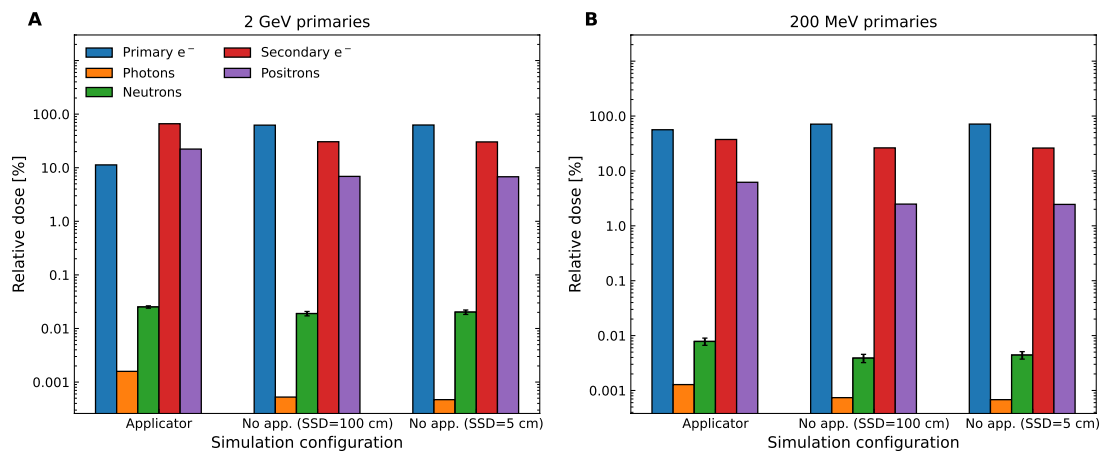 A
2 GeV primaries
Primary e⁻
Secondary e⁻
Photons
Positrons
Neutrons
Relative dose [%]
100.0
10.0
1.0
0.1
0.01
0.001
Applicator
No app. (SSD=100 cm)
No app. (SSD=5 cm)
Simulation configuration
B
200 MeV primaries
Relative dose [%]
100.0
10.0
1.0
0.1
0.01
0.001
Applicator
No app. (SSD=100 cm)
No app. (SSD=5 cm)
Simulation configuration